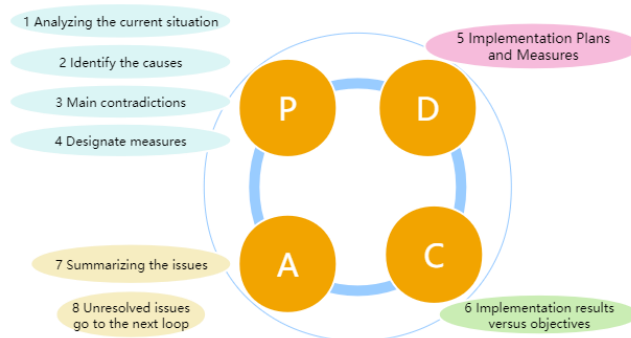 1 Analyzing the current situation
2 Identify the causes
3 Main contradictions
4 Designate measures
P
D
5 Implementation Plans
and Measures
A
C
7 Summarizing the issues
8 Unresolved issues
go to the next loop
6 Implementation results
versus objectives